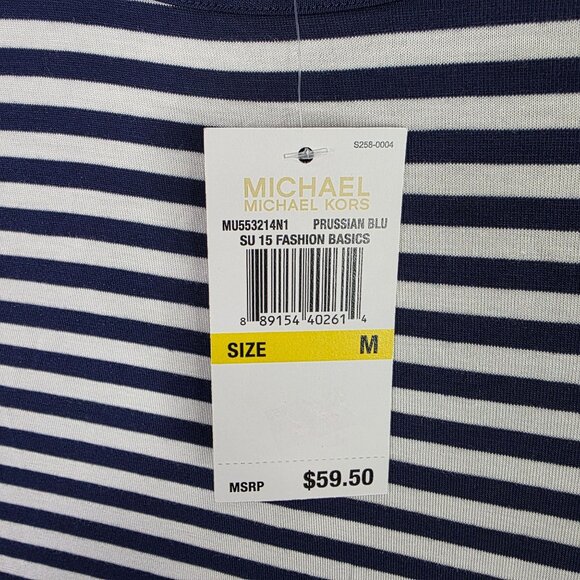 S258-0004
MICHAEL
MICHAEL KORS
MU553214N1 PRUSSIAN BLU
SU 15 FASHION BASICS
8 89154 40261 4
SIZE M
MSRP $59.50